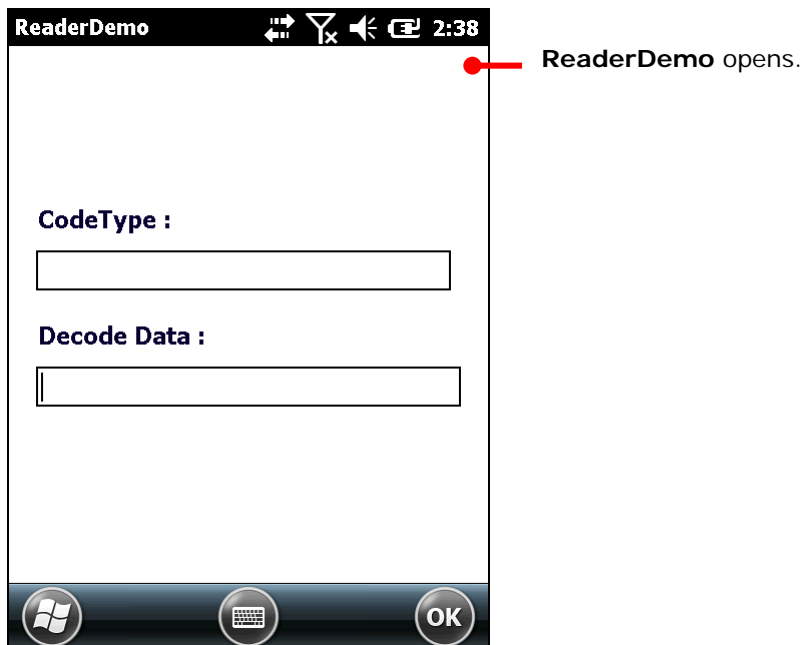 ReaderDemo 2:38
ReaderDemo opens.
CodeType :
Decode Data :
OK